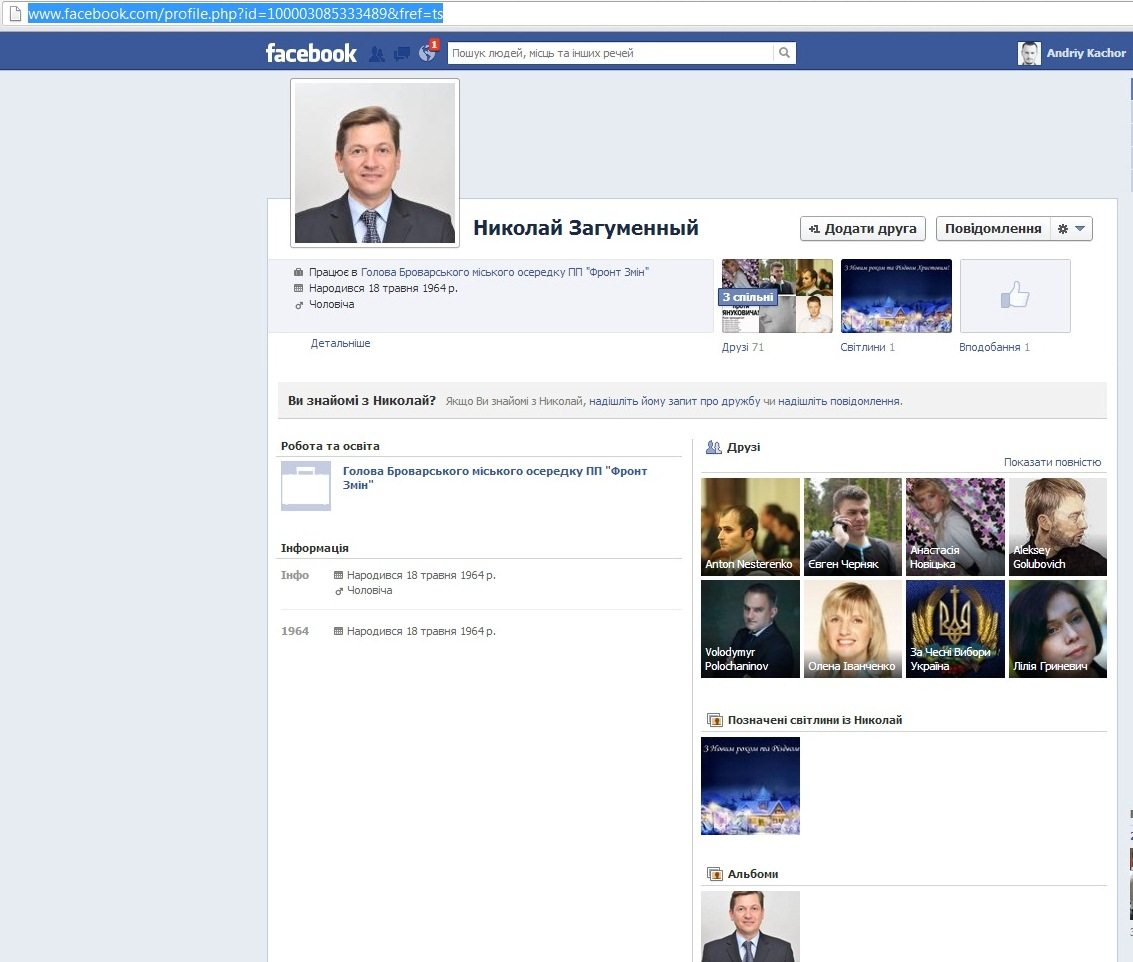 www.facebook.com/profile.php?id=100003085333489&fref=ts
facebook
1
Пошук людей, місць та інших речей
Andriy Kachor
Николай Загуменный
+1 Додати друга
Повідомлення
Працює в Голова Броварського міського осередку ПП "Фронт Змін"
Народився 18 травня 1964 р.
Чоловіча
Детальніше
3 спільні
ЯНУКОВИЧА!
З Новим роком та Різдвом Христовим!
Друзі 71
Світлини 1
Вподобання 1
Ви знайомі з Николай? Якщо Ви знайомі з Николай, надішліть йому запит про дружбу чи надішліть повідомлення.
Робота та освіта
Голова Броварського міського осередку ПП "Фронт
Змін"
Інформація
Інфо
Народився 18 травня 1964 р.
Чоловіча
1964
Народився 18 травня 1964 р.
Друзі
Показати повністю
Anton Nesterenko
Євген Черняк
Анастасія
Новіцька
Aleksey
Golubovich
Volodymyr
Polochaninov
Олена Іванченко
За Чесні Вибори
Україна
Лілія Гриневич
Позначені світлини із Николай
З Новим роком та Різдвом
Альбоми